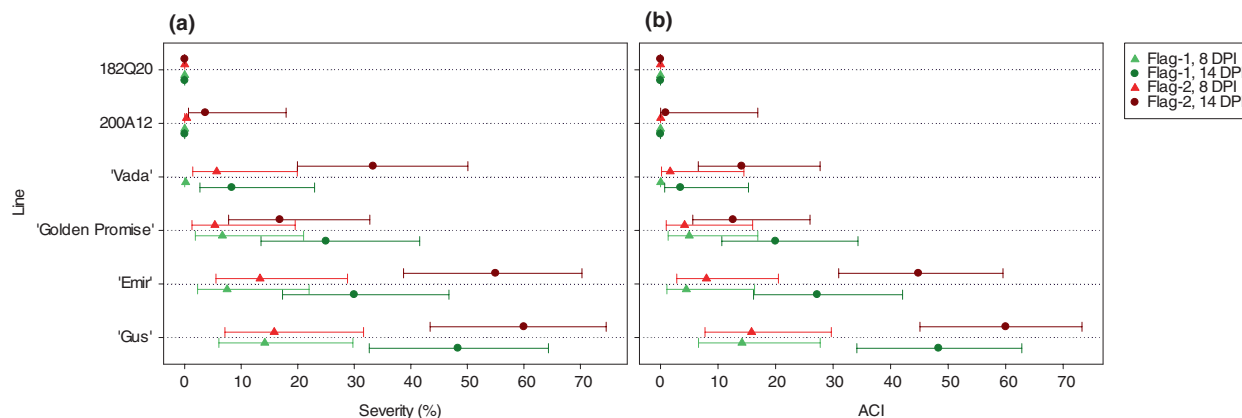 (a)
(b)
182Q20
200A12
'Vada'
'Golden Promise'
'Emir'
'Gus'
Line
0 10 20 30 40 50 60 70
Severity (%)
0 10 20 30 40 50 60 70
ACI
Flag-1, 8 DPI
Flag-1, 14 DPI
Flag-2, 8 DPI
Flag-2, 14 DPI